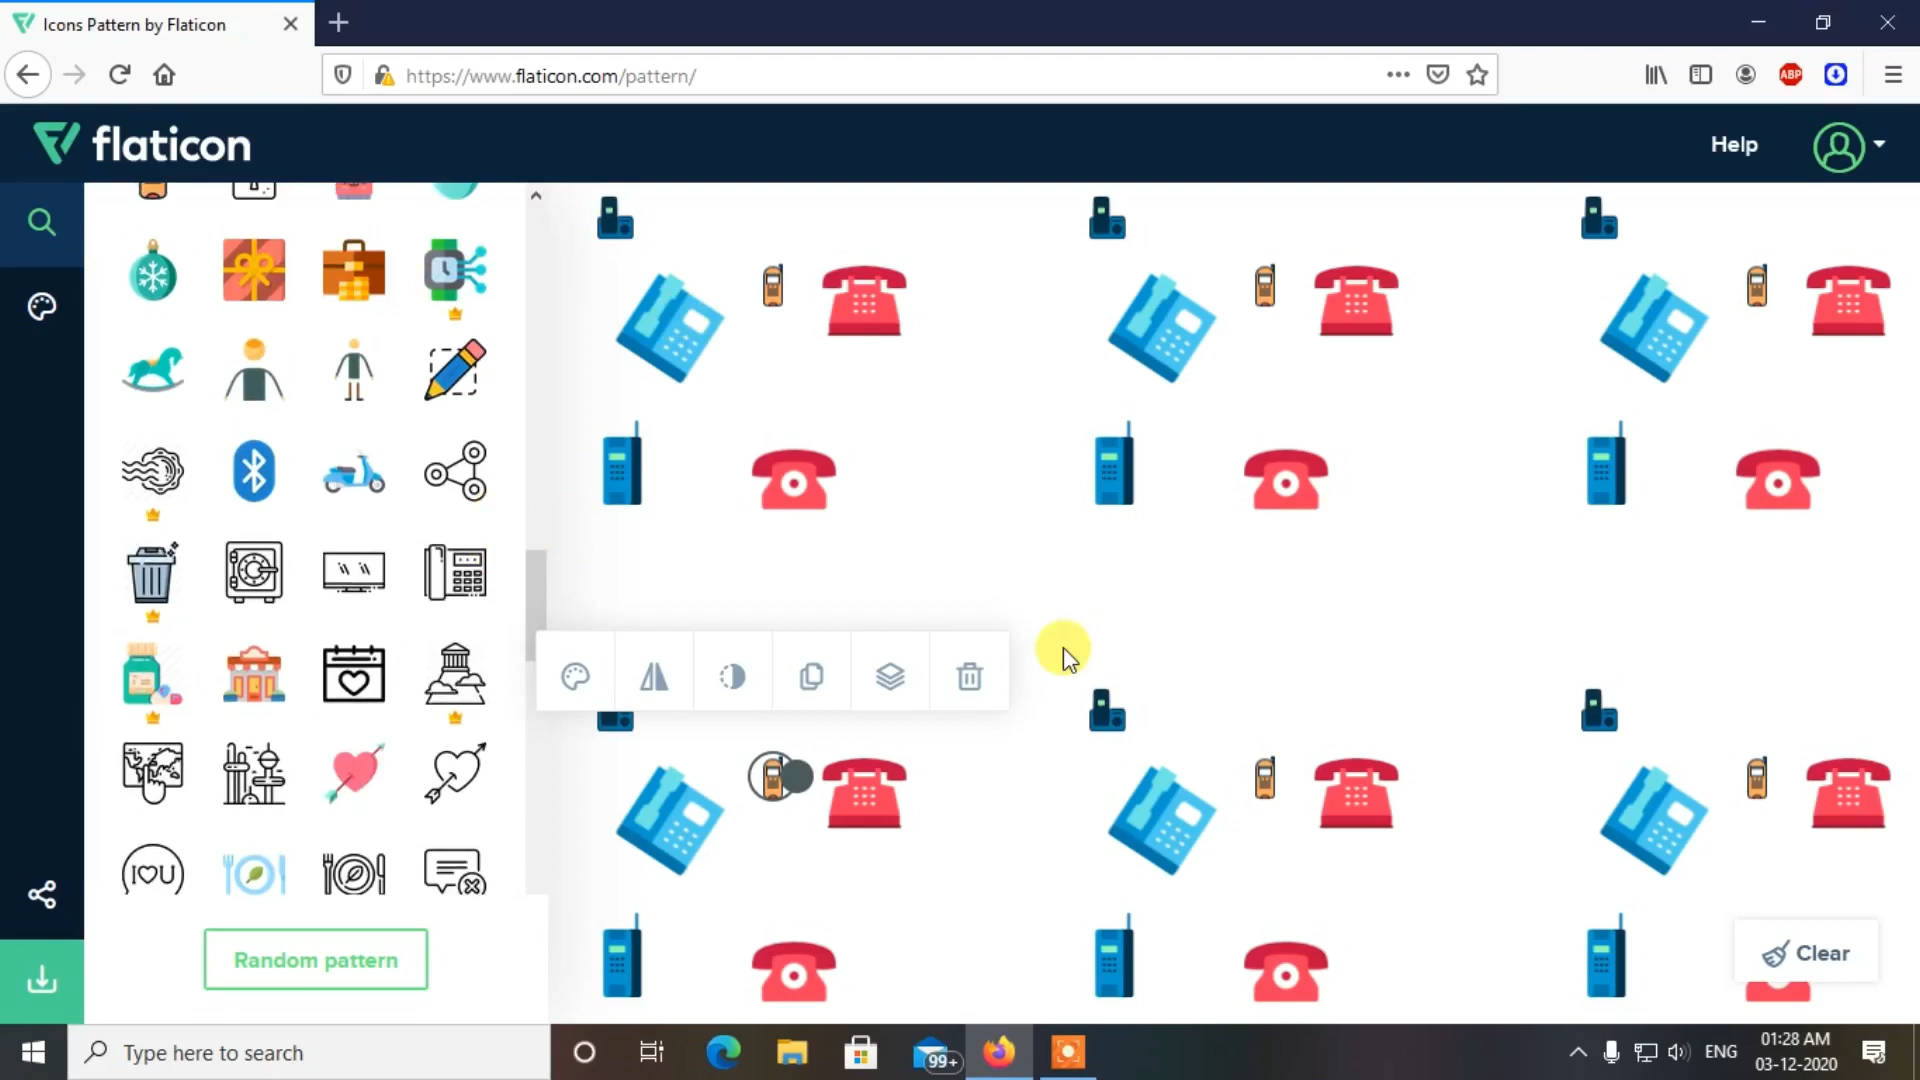 Icons Pattern by Flaticon
https://www.flaticon.com/pattern/
ABP
flaticon
Help
I U
Random pattern
Clear
Type here to search
99+
ENG
01:28 AM
03-12-2020